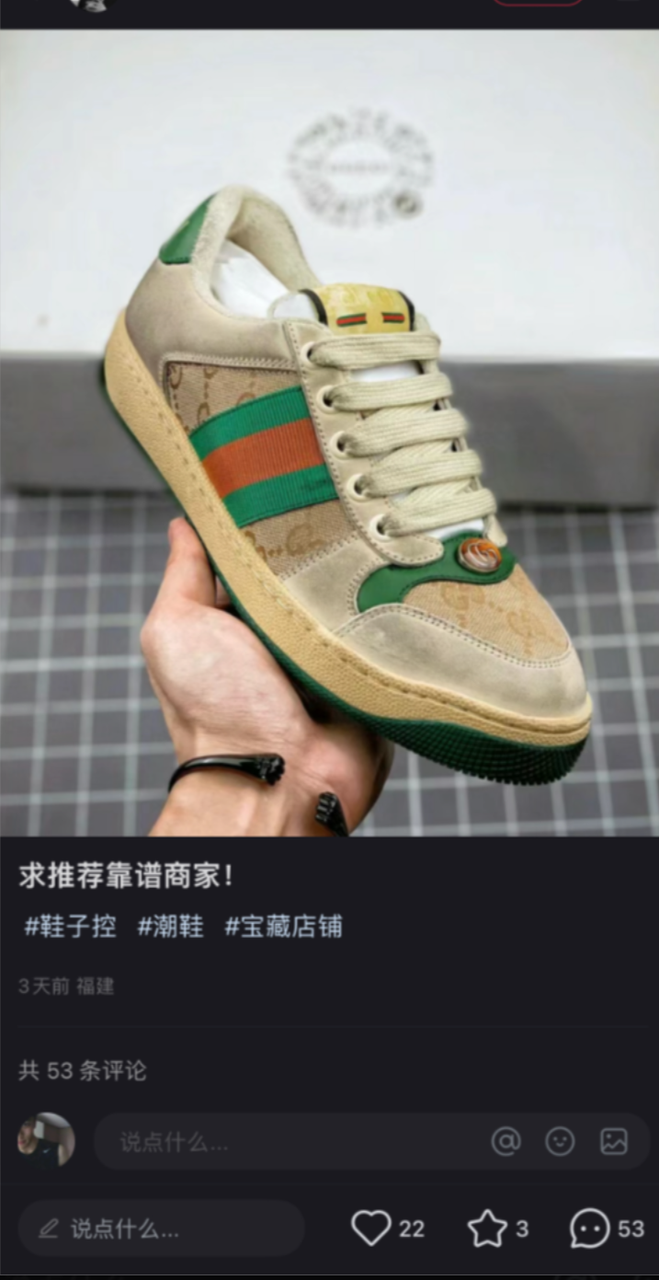 求推荐靠谱商家！
#鞋子控 #潮鞋 #宝藏店铺
3天前 福建
共 53 条评论
说点什么...
说点什么...
22
3
53